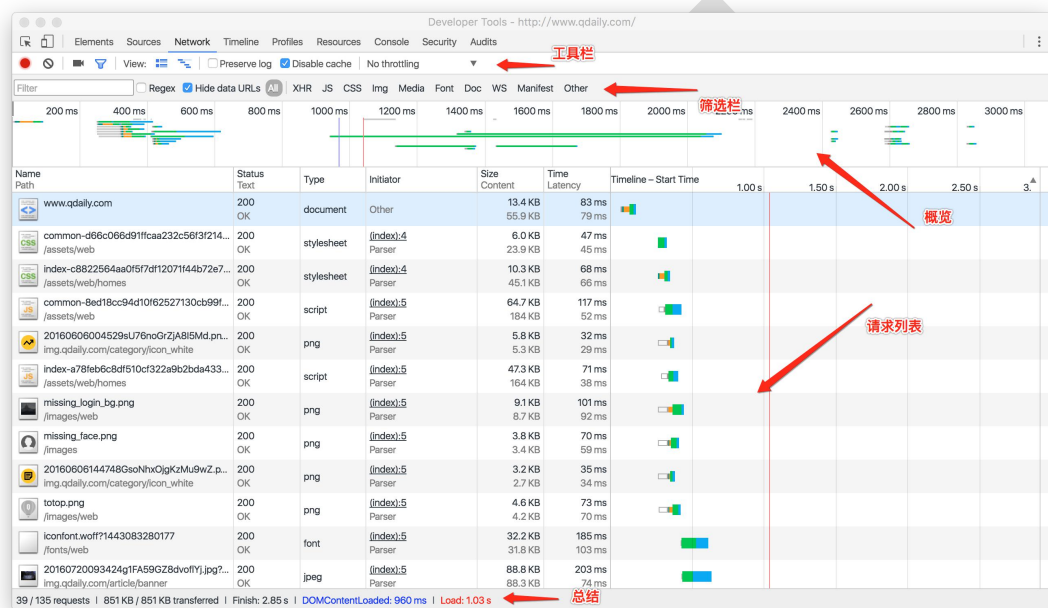 Developer Tools - http://www.qdaily.com/
Elements Sources Network Timeline Profiles Resources Console Security Audits
工具栏
View: Preserve log Disable cache No throttling
Filter Regex Hide data URLs All XHR JS CSS Img Media Font Doc WS Manifest Other
筛选栏
200 ms 400 ms 600 ms 800 ms 1000 ms 1200 ms 1400 ms 1600 ms 1800 ms 2000 ms 2200 ms 2400 ms 2600 ms 2800 ms 3000 ms
概览
Name Status Type Initiator Size Time Timeline – Start Time
Path Text Content Latency 1.00 s 1.50 s 2.00 s 2.50 s 3.
www.qdaily.com 200 document Other 13.4 KB 83 ms
OK 55.9 KB 79 ms
common-d66c066d91ffcaa232c56f3f214... 200 stylesheet (index):4 6.0 KB 47 ms
/assets/web OK Parser 23.9 KB 45 ms
index-c8822564aa0f5f7df12071f44b72e7... 200 stylesheet (index):4 10.3 KB 68 ms
/assets/web/homes OK Parser 45.1 KB 66 ms
common-8ed18cc94d10f62527130cb99f... 200 script (index):5 64.7 KB 117 ms
/assets/web OK Parser 184 KB 52 ms
请求列表
20160606004529sU76noGrZjA8I5Md.pn... 200 png (index):5 5.8 KB 32 ms
img.qdaily.com/category/icon_white OK Parser 5.3 KB 29 ms
index-a78feb6c8df510cf322a9b2bda433... 200 script (index):5 47.3 KB 71 ms
/assets/web/homes OK Parser 164 KB 38 ms
missing_login_bg.png 200 png (index):5 9.1 KB 101 ms
/images/web OK Parser 8.7 KB 92 ms
missing_face.png 200 png (index):5 3.8 KB 70 ms
/images OK Parser 3.4 KB 59 ms
20160606144748GsoNhxOjgKzMu9wZ.p... 200 png (index):5 3.2 KB 35 ms
img.qdaily.com/category/icon_white OK Parser 2.7 KB 34 ms
totop.png 200 png (index):5 4.6 KB 73 ms
/images/web OK Parser 4.2 KB 70 ms
iconfont.woff?1443083280177 200 font (index):5 32.2 KB 185 ms
/fonts/web OK Parser 31.8 KB 103 ms
20160720093424g1FA59GZ8dvoflYj.jpg?... 200 jpeg (index):5 88.8 KB 203 ms
img.qdaily.com/article/banner OK Parser 88.3 KB 74 ms
39 / 135 requests | 851 KB / 851 KB transferred | Finish: 2.85 s | DOMContentLoaded: 960 ms | Load: 1.03 s 总结